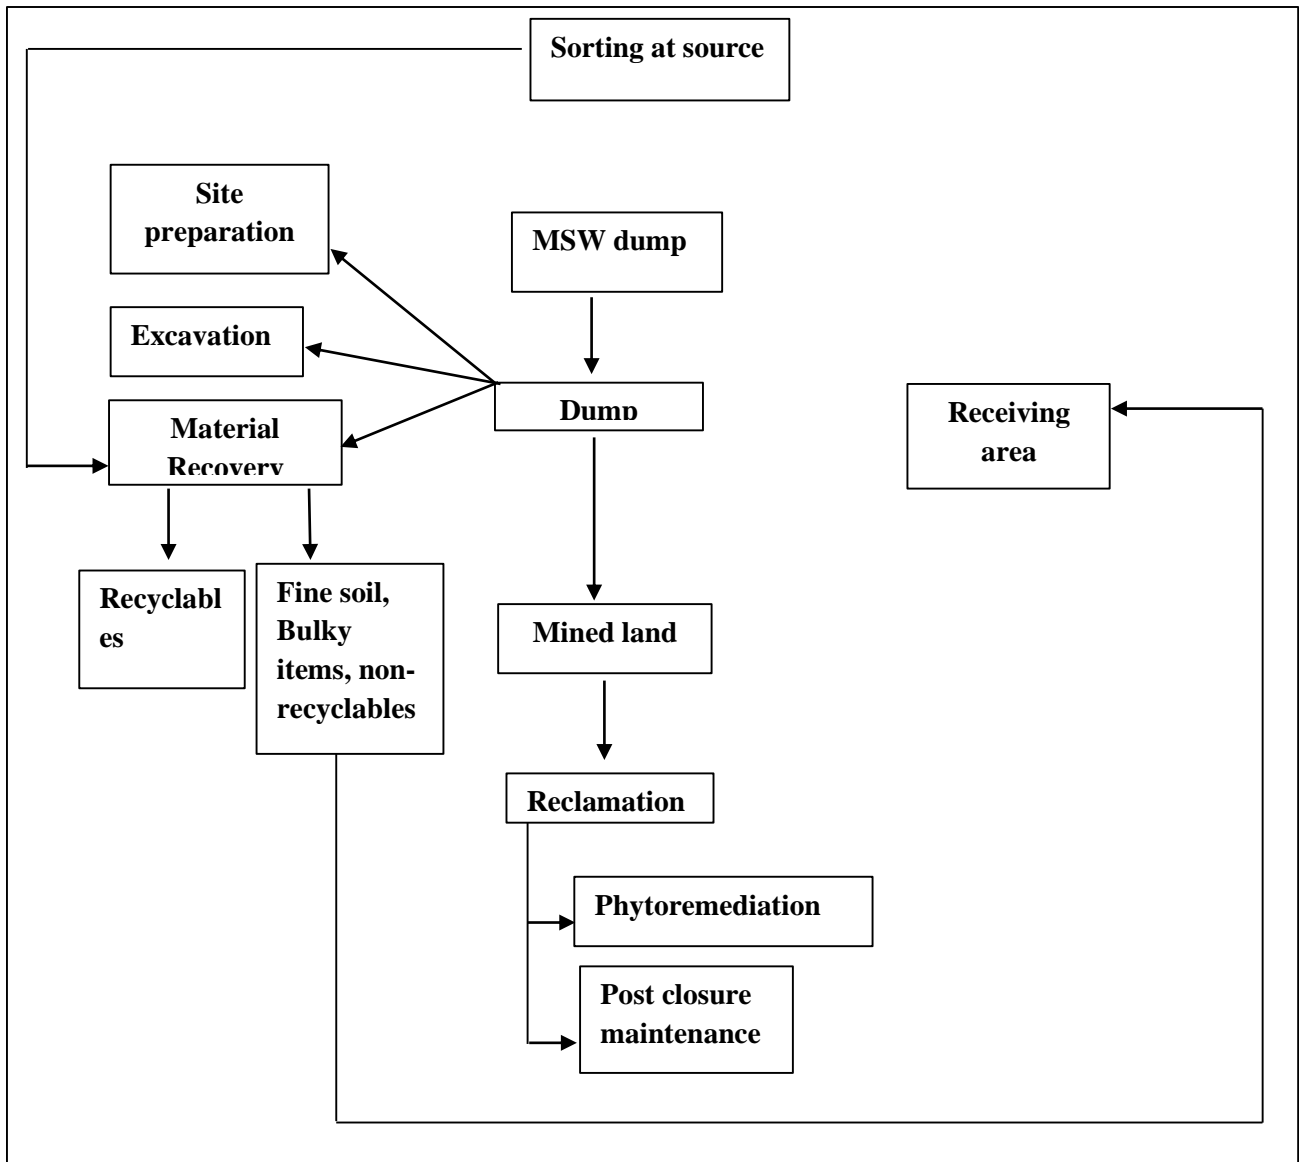 Sorting at source
Site
preparation
MSW dump
Excavation
Dump
Receiving
area
Material
Recovery
Recyclabl
es
Fine soil,
Bulky
items, non-
recyclables
Mined land
Reclamation
Phytoremediation
Post closure
maintenance